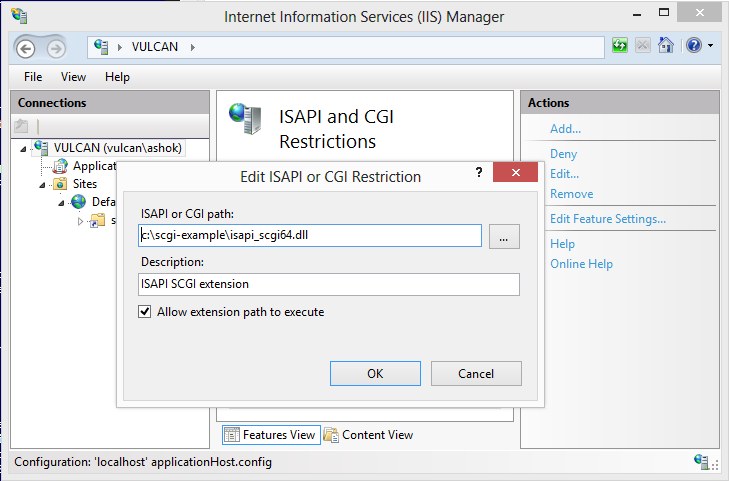 Internet Information Services (IIS) Manager
VULCAN
File View Help
Connections
VULCAN (vulcan\ashok)
Applicat
Sites
Defa
s
ISAPI and CGI
Restrictions
Actions
Add...
Deny
Edit...
Remove
Edit Feature Settings...
Help
Online Help
Edit ISAPI or CGI Restriction
?
ISAPI or CGI path:
c:\scgi-example\isapi_scgi64.dll
...
Description:
ISAPI SCGI extension
Allow extension path to execute
OK Cancel
Features View Content View
Configuration: 'localhost' applicationHost.config